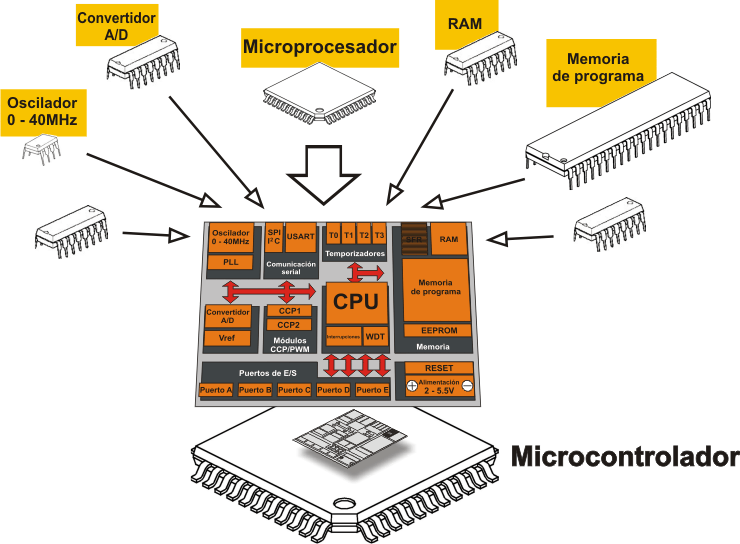 Convertidor
A/D
Microprocesador
RAM
Memoria
de programa
Oscilador
0 - 40MHz
Oscilador
0 - 40MHz
PLL
SPI
I²C
USART
Comunicación
serial
T0
T1
T2
T3
Temporizadores
SFR
RAM
Memoria
de programa
EEPROM
Memoria
CPU
Interrupciones
WDT
Convertidor
A/D
Vref
CCP1
CCP2
Módulos
CCP/PWM
Puertos de E/S
Puerto A
Puerto B
Puerto C
Puerto D
Puerto E
RESET
Alimentación
2 - 5.5V
Microcontrolador